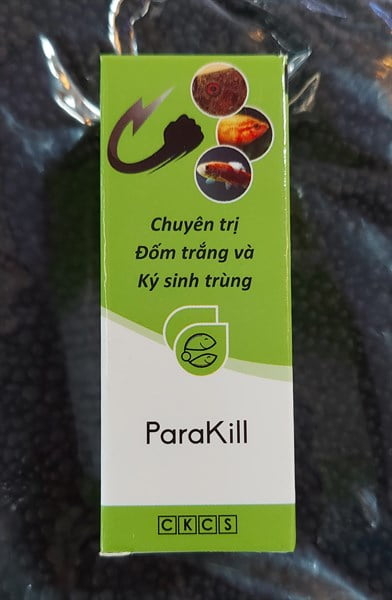 Chuyên trị
Đốm trắng và
Ký sinh trùng
ParaKill
CKCS